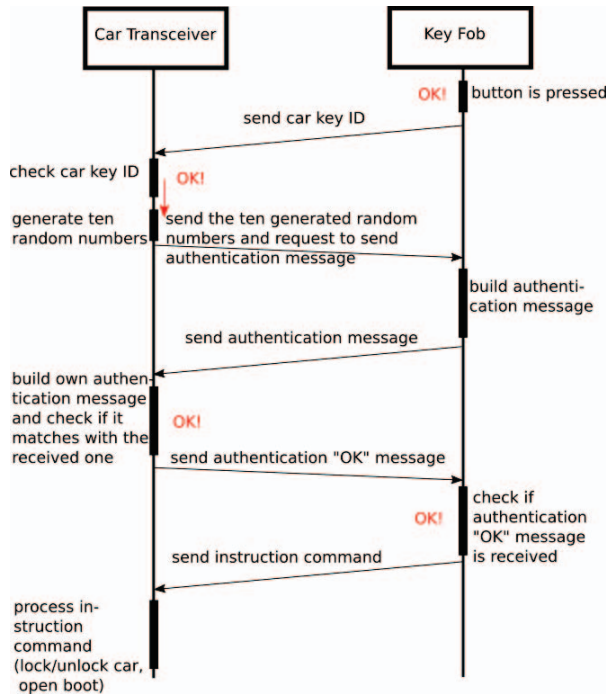 Car Transceiver
Key Fob
OK!
button is pressed
send car key ID
check car key ID
OK!
generate ten
random numbers
send the ten generated random
numbers and request to send
authentication message
build authenti-
cation message
send authentication message
build own authen-
tication message
and check if it
matches with the
received one
OK!
send authentication "OK" message
OK!
check if
authentication
"OK" message
is received
send instruction command
process in-
struction
command
(lock/unlock car,
open boot)